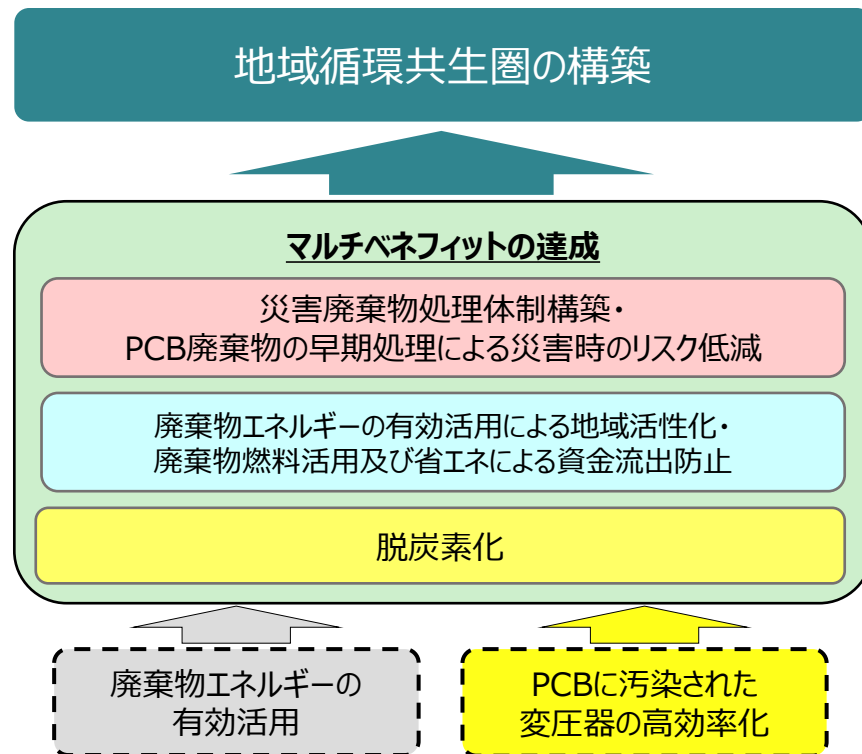 地域循環共生圏の構築
マルチベネフィットの達成
災害廃棄物処理体制構築・
PCB廃棄物の早期処理による災害時のリスク低減
廃棄物エネルギーの有効活用による地域活性化・
廃棄物燃料活用及び省エネによる資金流出防止
脱炭素化
廃棄物エネルギーの
有効活用
PCBに汚染された
変圧器の高効率化